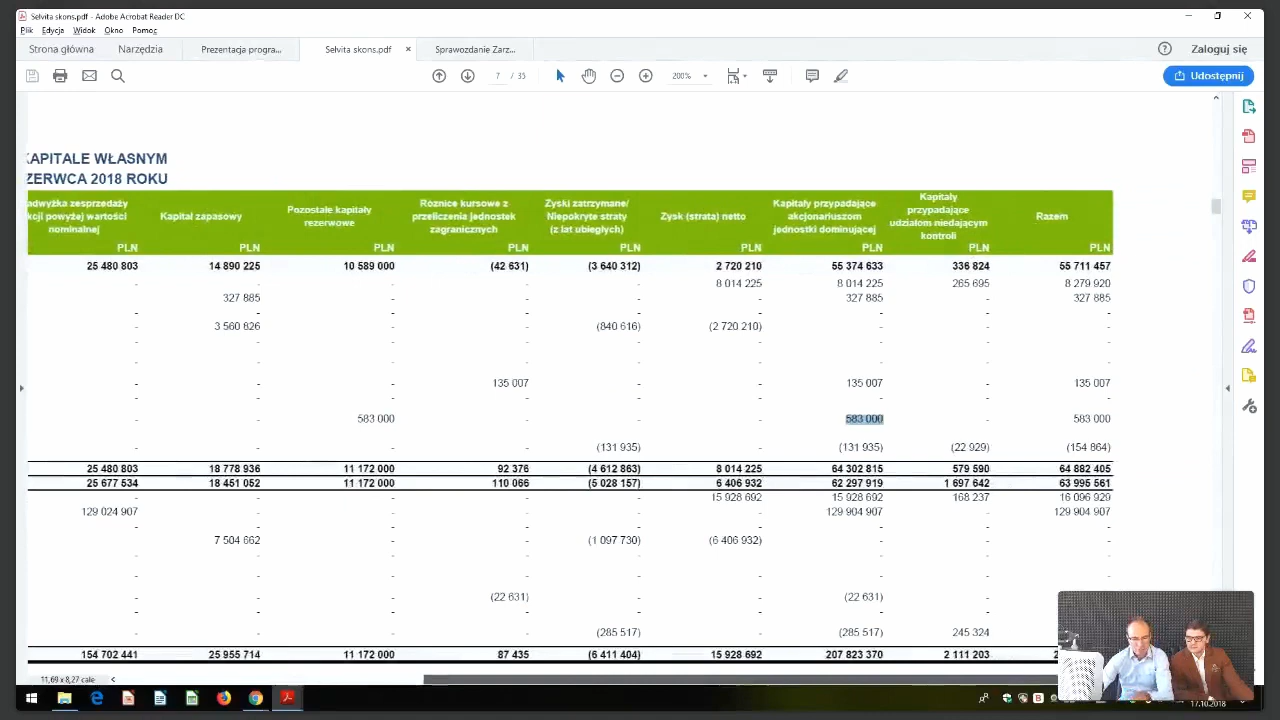 Selvita skons.pdf - Adobe Acrobat Reader DC
Plik Edycja Widok Okno Pomoc
Strona główna Narzędzia Prezentacja progra... Selvita skons.pdf × Sprawozdanie Zarz... Zaloguj się
7 / 35 200% Udostępnij
KAPITALE WŁASNYM
ZERWCA 2018 ROKU
adwyżka zesprzedaży kcji powyżej wartości nominalnej PLN Kapitał zapasowy PLN Pozostałe kapitały rezerwowe PLN Różnice kursowe z przeliczenia jednostek zagranicznych PLN Zyski zatrzymane/ Niepokryte straty (z lat ubiegłych) PLN Zysk (strata) netto PLN Kapitały przypadające akcjonariuszom jednostki dominującej PLN Kapitały przypadające udziałom niedającym kontroli PLN Razem PLN
25 480 803 14 890 225 10 589 000 (42 631) (3 640 312) 2 720 210 55 374 633 336 824 55 711 457
- - - - - 8 014 225 8 014 225 265 695 8 279 920
- 327 885 - - - - 327 885 - 327 885
- - - - - - - - -
- 3 560 826 - - (840 616) (2 720 210) - - -
- - - - - - - - -
- - - - - - - - -
- - - 135 007 - - 135 007 - 135 007
- - - - - - - - -
- - 583 000 - - - 583 000 - 583 000
- - - - (131 935) - (131 935) (22 929) (154 864)
25 480 803 18 778 936 11 172 000 92 376 (4 612 863) 8 014 225 64 302 815 579 590 64 882 405
25 677 534 18 451 052 11 172 000 110 066 (5 028 157) 6 406 932 62 297 919 1 697 642 63 995 561
- - - - - 15 928 692 15 928 692 168 237 16 096 929
129 024 907 - - - - - 129 904 907 - 129 904 907
- - - - - - - - -
- 7 504 662 - - (1 097 730) (6 406 932) - - -
- - - - - - - - -
- - - - - - - - -
- - - (22 631) - - (22 631) -
- - - - - - - -
- - - - (285 517) - (285 517) 245 324
154 702 441 25 955 714 11 172 000 87 435 (6 411 404) 15 928 692 207 823 370 2 111 203 2
11,69 x 8,27 cale
17.10.2018